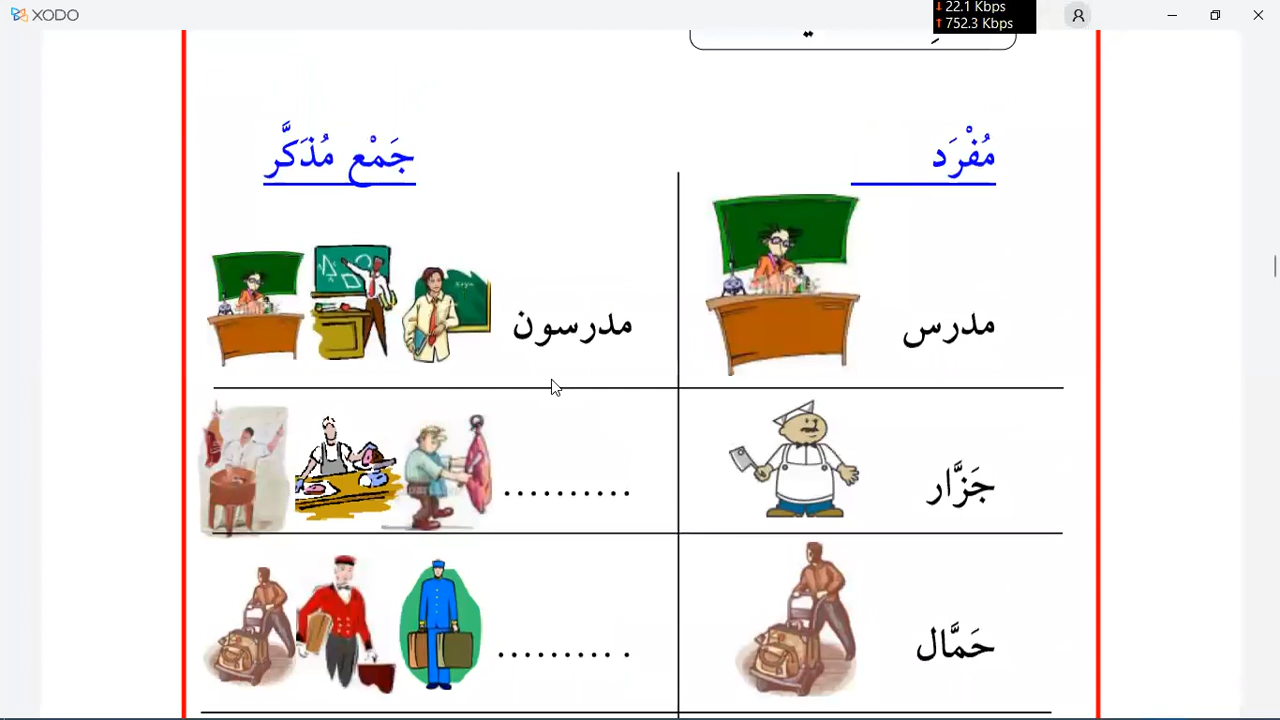 XODO
↓ 22.1 Kbps
↑ 752.3 Kbps
مُفْرَد
جَمْع مُذَكَّر
مدرس
مدرسون
جَزَّار
..........
حَمَّال
..........